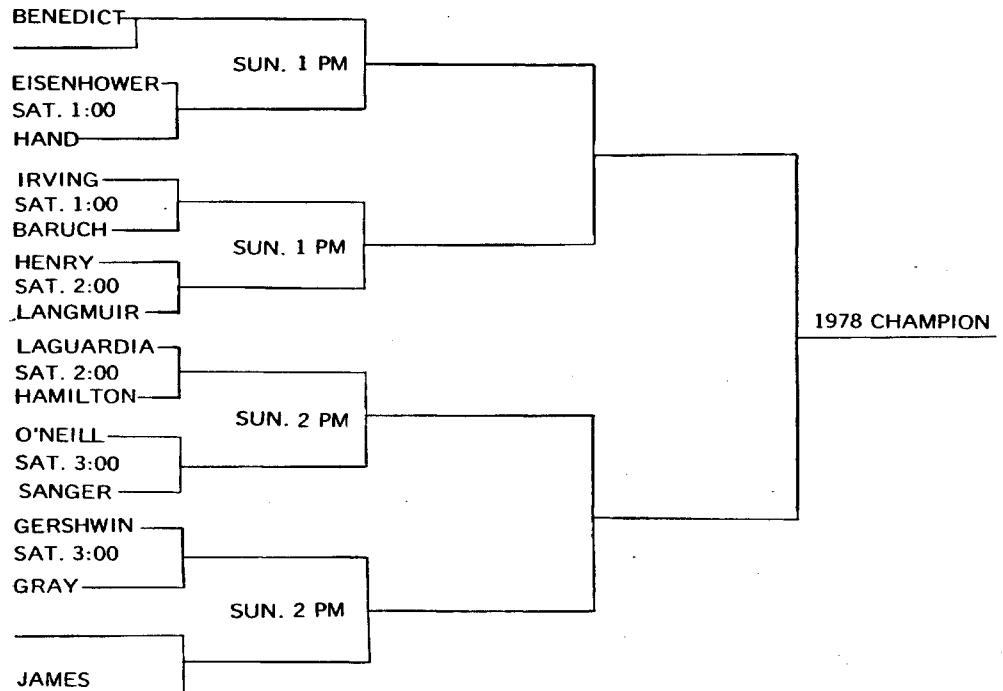 BENEDICT
SUN. 1 PM
EISENHOWER
SAT. 1:00
HAND
IRVING
SAT. 1:00
BARUCH
SUN. 1 PM
HENRY
SAT. 2:00
LANGMUIR
1978 CHAMPION
LAGUARDIA
SAT. 2:00
HAMILTON
SUN. 2 PM
O'NEILL
SAT. 3:00
SANGER
GERSHWIN
SAT. 3:00
GRAY
SUN. 2 PM
JAMES